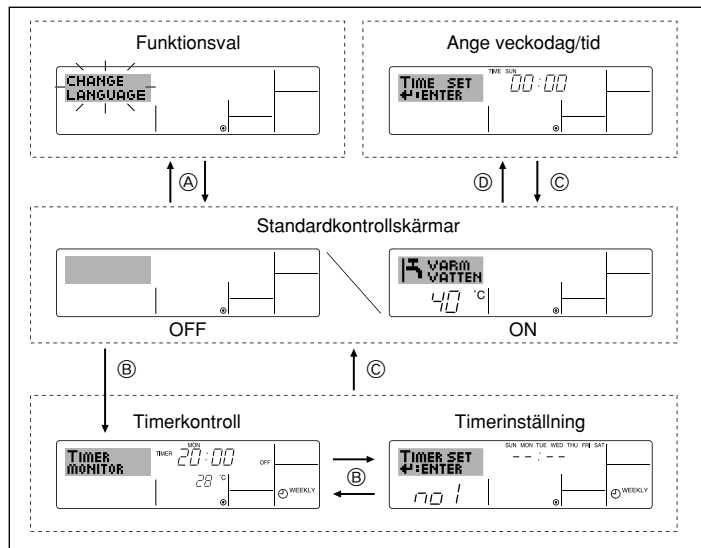 Funktionsval
CHANGE
LANGUAGE
Ange veckodag/tid
TIME SUN
TIME SET 00:00
↵:ENTER
Ⓐ
Ⓓ Ⓒ
Standardkontrollskärmar
OFF
VARM
VATTEN
40 °C
ON
Ⓑ Ⓒ
Timerkontroll
MON
TIMER
MONITOR
TIMER 20:00 OFF
28 °C
WEEKLY
Ⓑ
Timerinställning
SUN MON TUE WED THU FRI SAT
TIMER SET --:--
↵:ENTER
no 1
WEEKLY